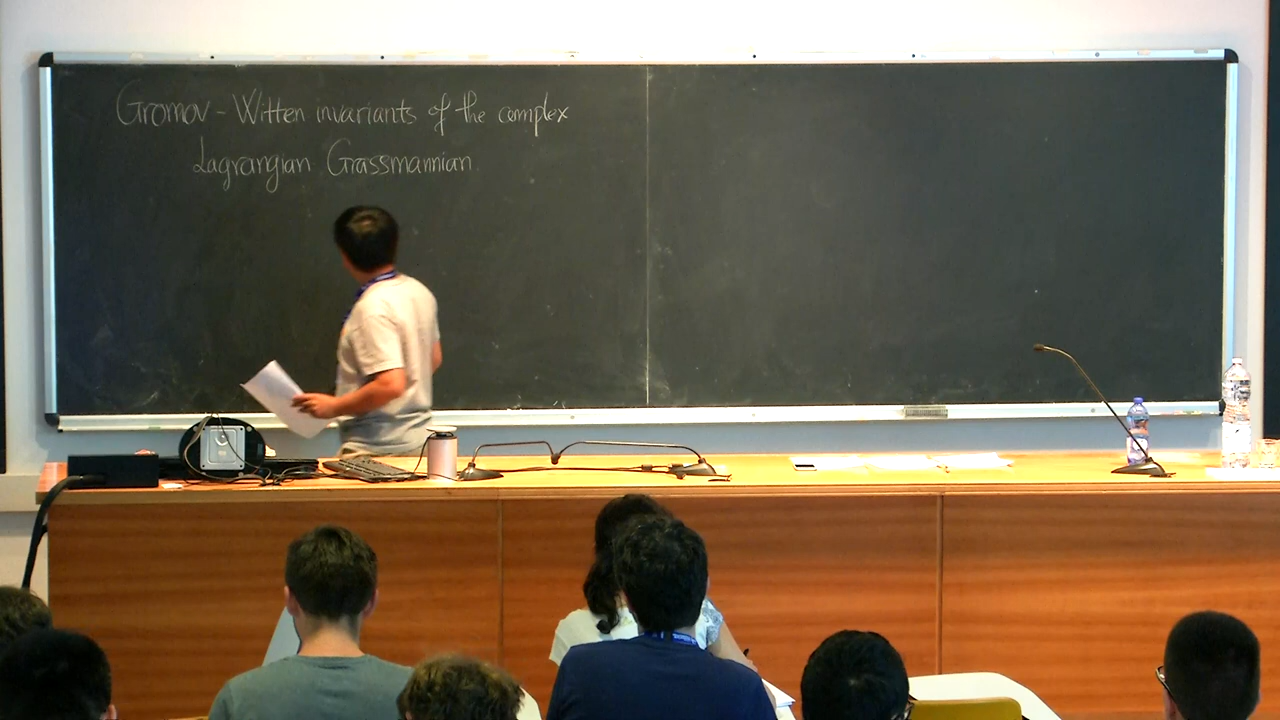 Gromov - Witten invariants of the complex
Lagrangian Grassmannian